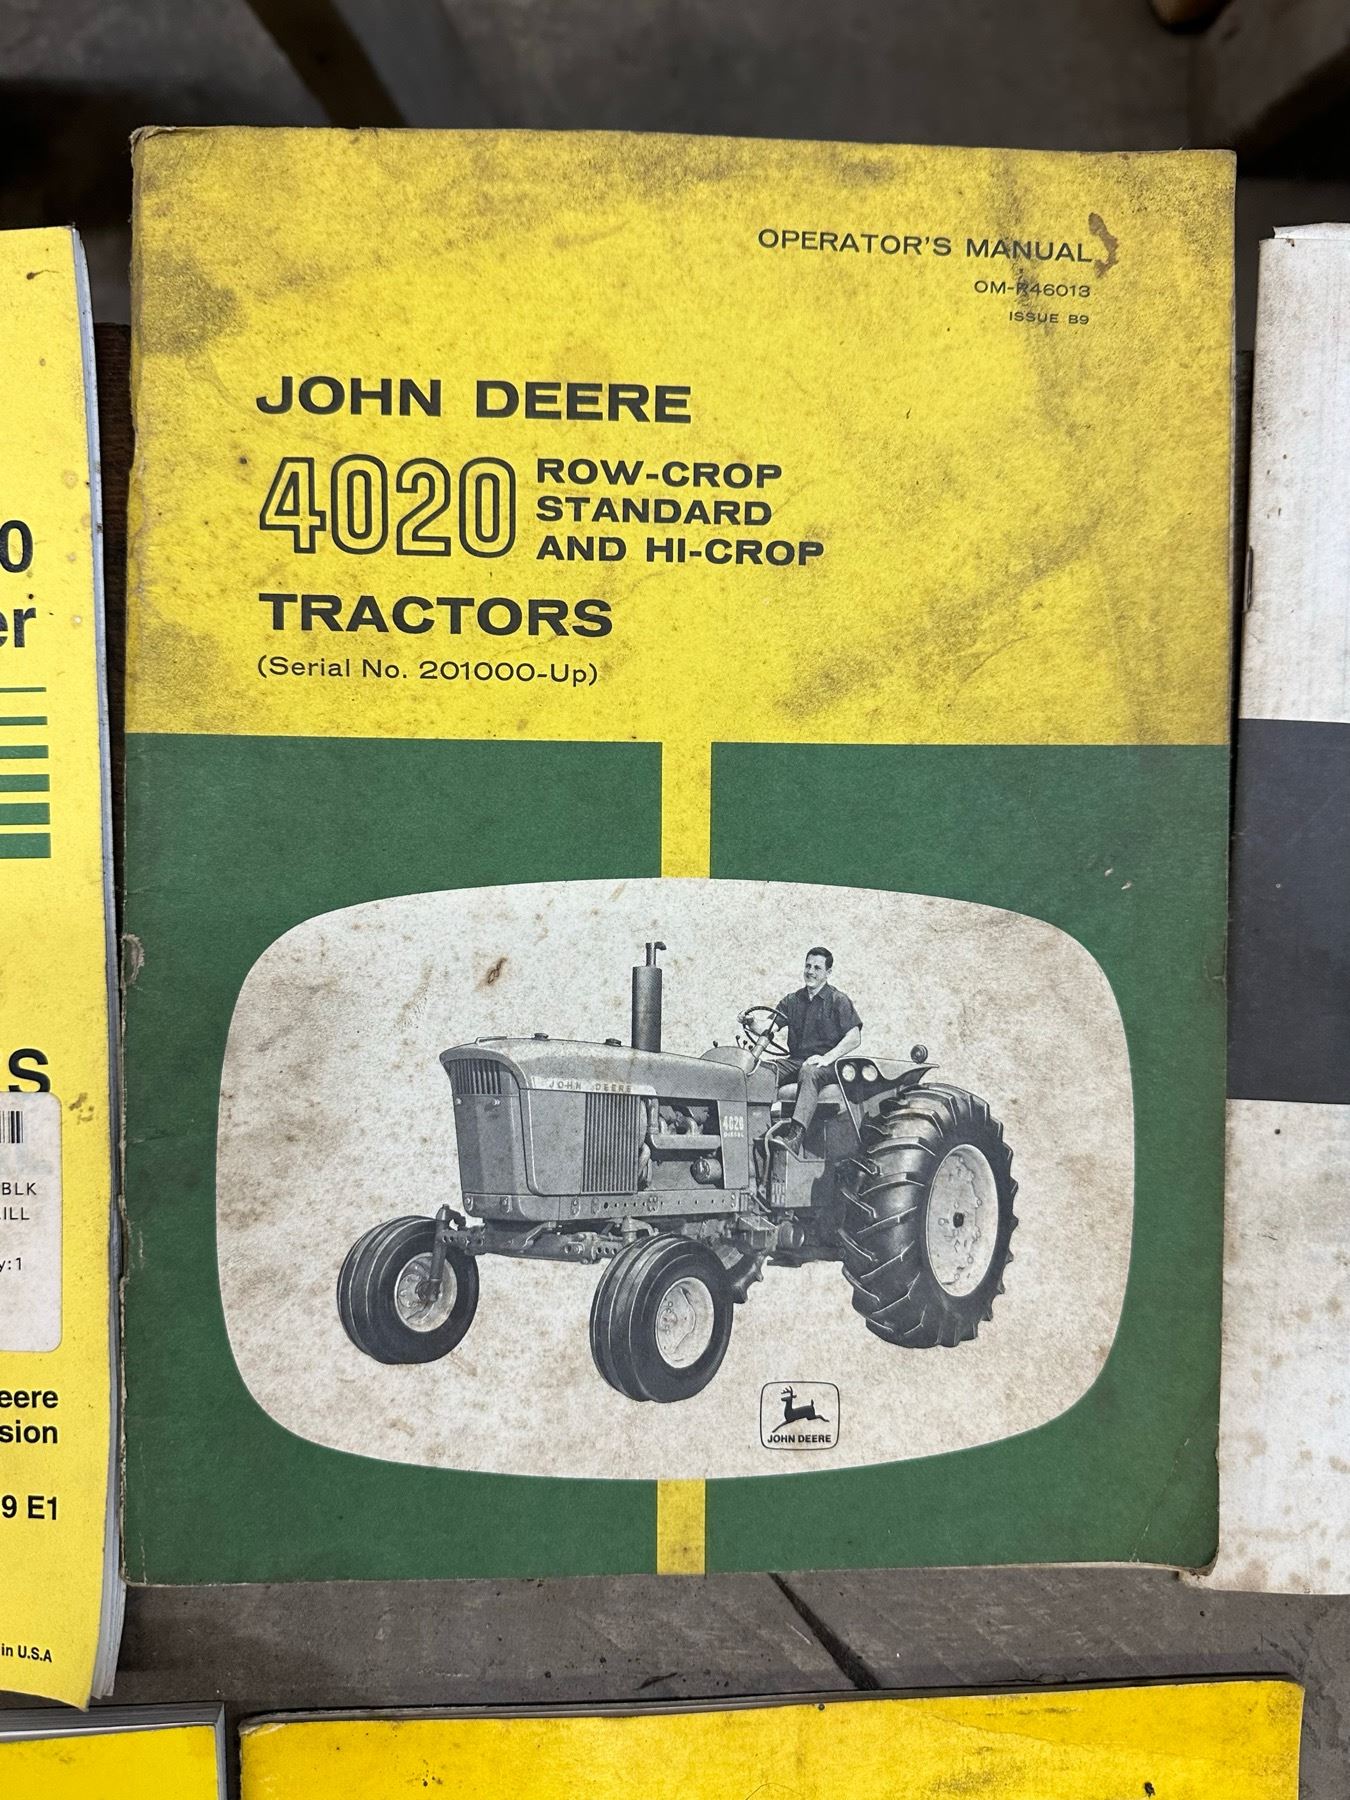 OPERATOR'S MANUAL
OM-R46013
ISSUE B9
JOHN DEERE
4020 ROW-CROP
STANDARD
AND HI-CROP
TRACTORS
(Serial No. 201000-Up)
JOHN DEERE
4020
DIESEL
JOHN DEERE
0
er
S
BLK
ILL
y:1
eere
sion
9 E1
in U.S.A